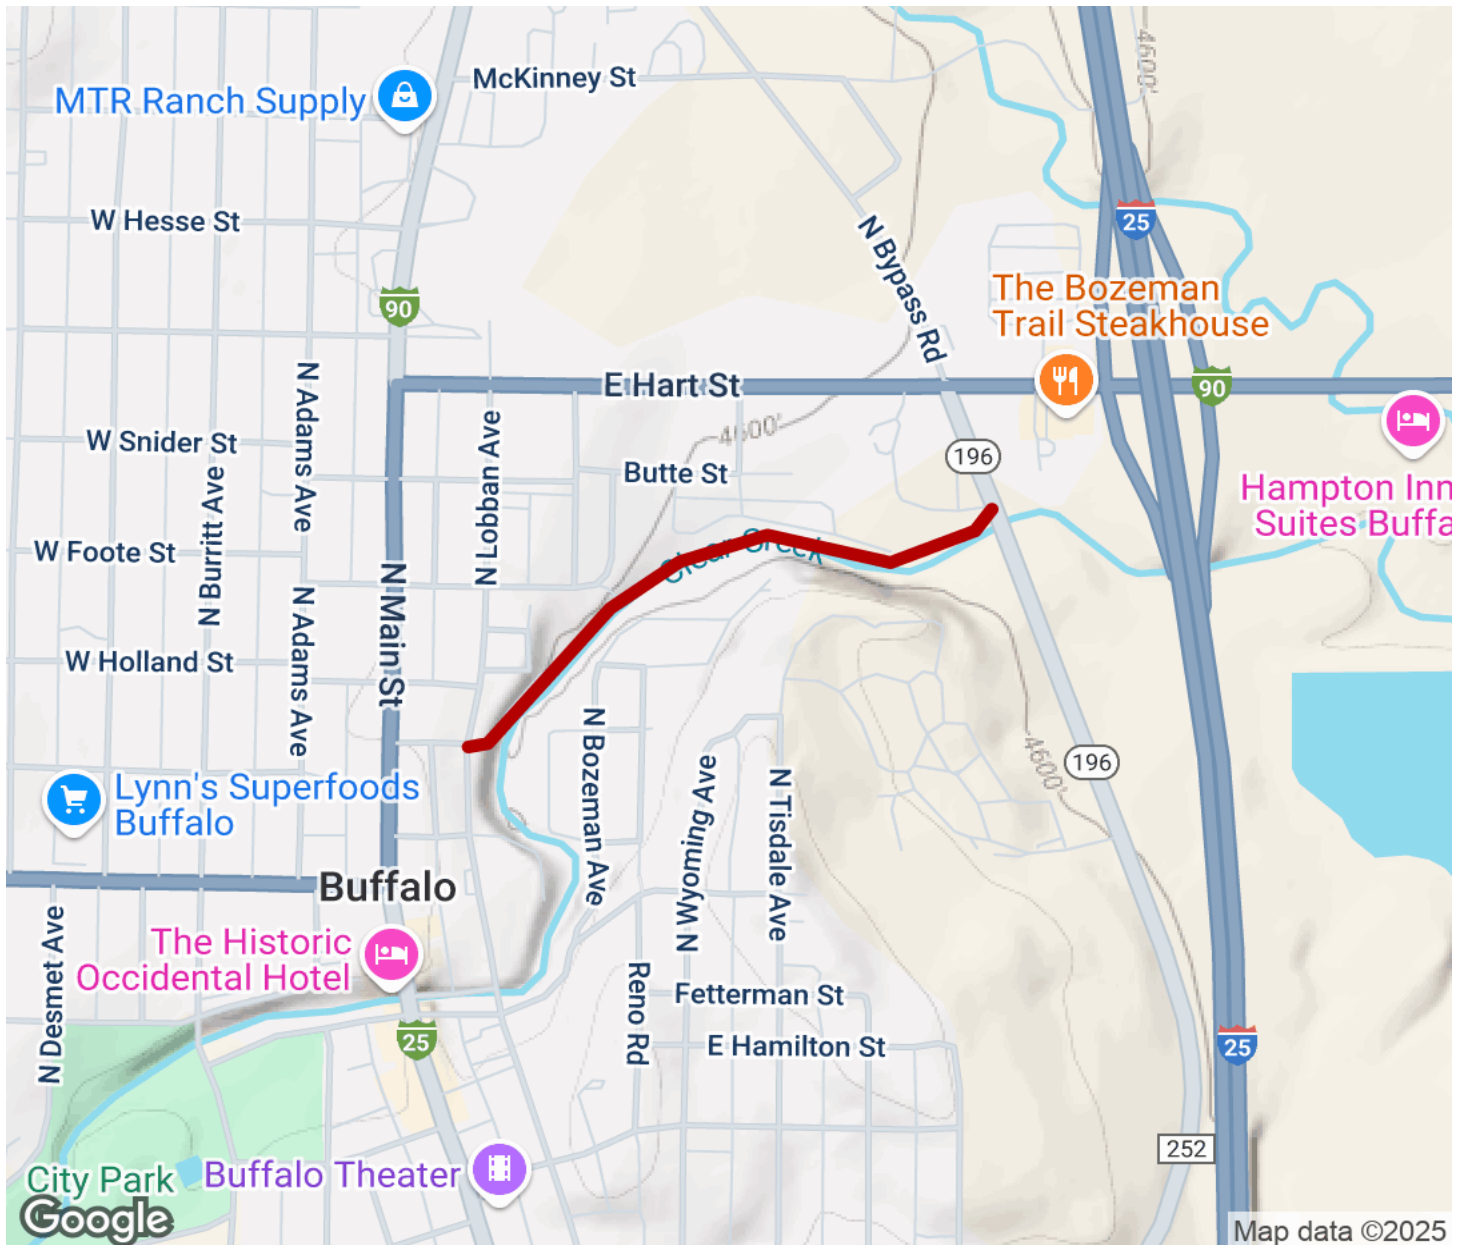 McKinney St
MTR Ranch Supply
4600'
W Hesse St
25
N Bypass Rd
90
The Bozeman
Trail Steakhouse
E Hart St
90
N Adams Ave
N Lobban Ave
4600'
W Snider St
Butte St
196
N Burritt Ave
Hampton Inn
Suites Buffa
W Foote St
Clear Creek
N Main St
N Adams Ave
W Holland St
N Bozeman Ave
N Wyoming Ave
N Tisdale Ave
4600'
196
Lynn's Superfoods
Buffalo
Buffalo
N Desmet Ave
The Historic
Occidental Hotel
Reno Rd
Fetterman St
E Hamilton St
25
25
252
City Park
Buffalo Theater
Google
Map data ©2025